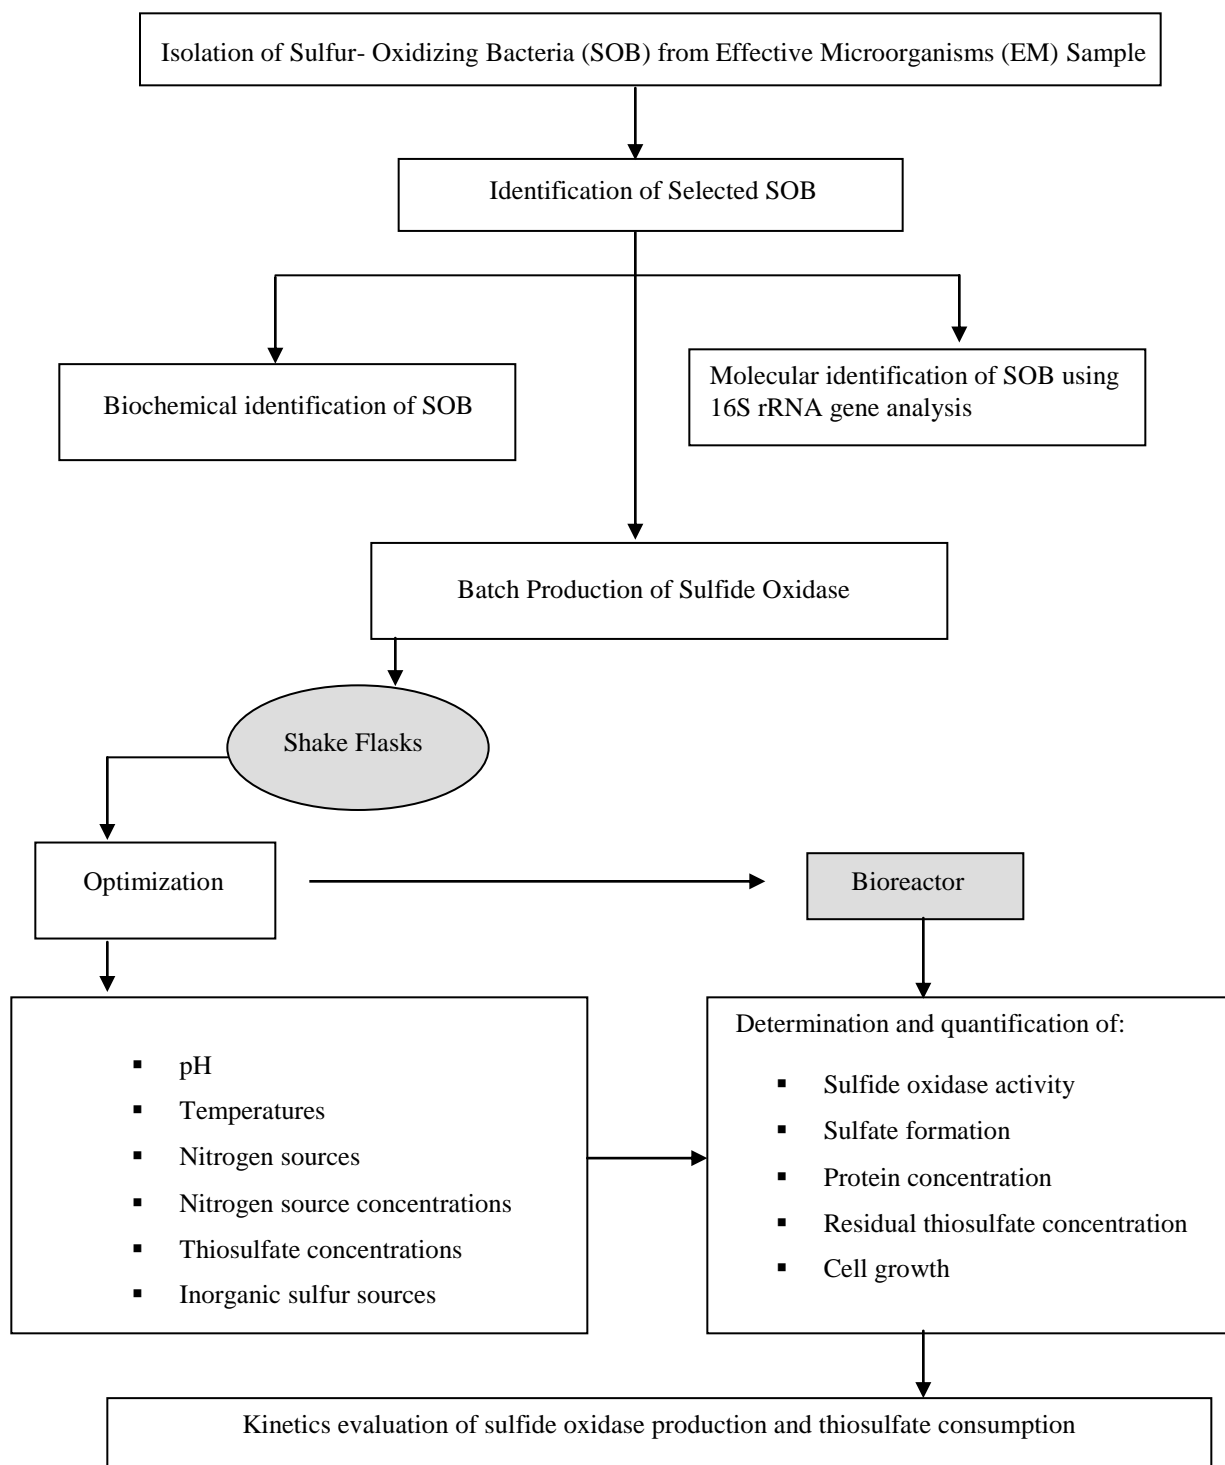 Isolation of Sulfur- Oxidizing Bacteria (SOB) from Effective Microorganisms (EM) Sample
Identification of Selected SOB
Biochemical identification of SOB
Molecular identification of SOB using
16S rRNA gene analysis
Batch Production of Sulfide Oxidase
Shake Flasks
Optimization
Bioreactor
▪ pH
▪ Temperatures
▪ Nitrogen sources
▪ Nitrogen source concentrations
▪ Thiosulfate concentrations
▪ Inorganic sulfur sources
Determination and quantification of:
▪ Sulfide oxidase activity
▪ Sulfate formation
▪ Protein concentration
▪ Residual thiosulfate concentration
▪ Cell growth
Kinetics evaluation of sulfide oxidase production and thiosulfate consumption